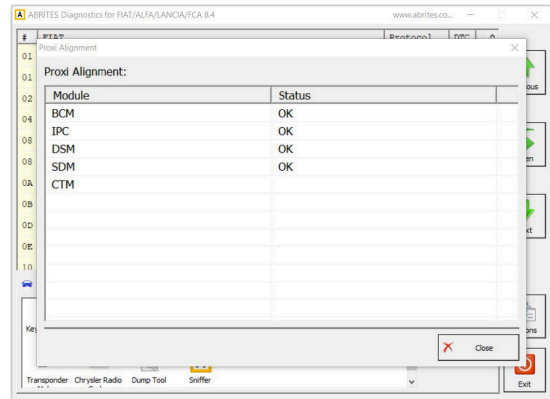 A ABRITES Diagnostics for FIAT/ALFA/LANCIA/FCA 8.4 www.abrites.co...
# FIAT Protocol DTC
Proxi Alignment
Proxi Alignment:
Module Status
BCM OK
IPC OK
DSM OK
SDM OK
CTM
01
01
02
04
08
08
0A
0B
0D
0E
10
Close
Transponder Chrysler Radio Dump Tool Sniffer
Exit